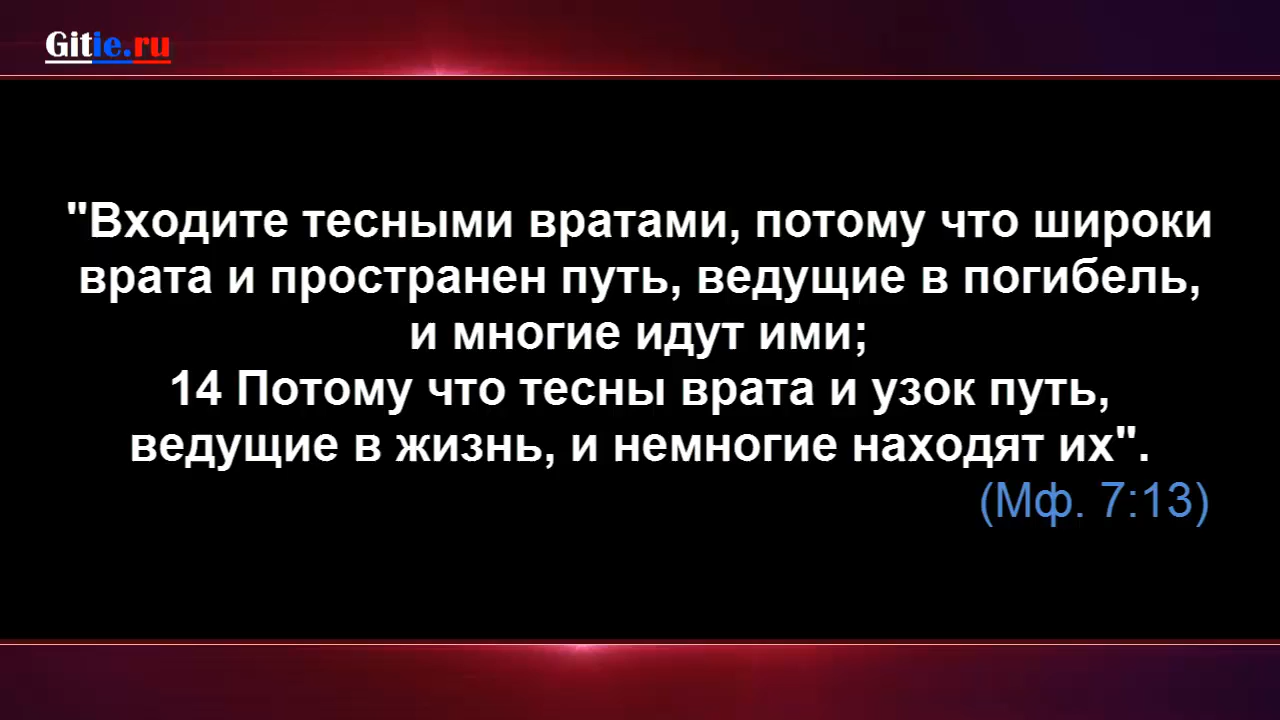 Gitie.ru
"Входите тесными вратами, потому что широки
врата и пространен путь, ведущие в погибель,
и многие идут ими;
14 Потому что тесны врата и узок путь,
ведущие в жизнь, и немногие находят их".
(Мф. 7:13)